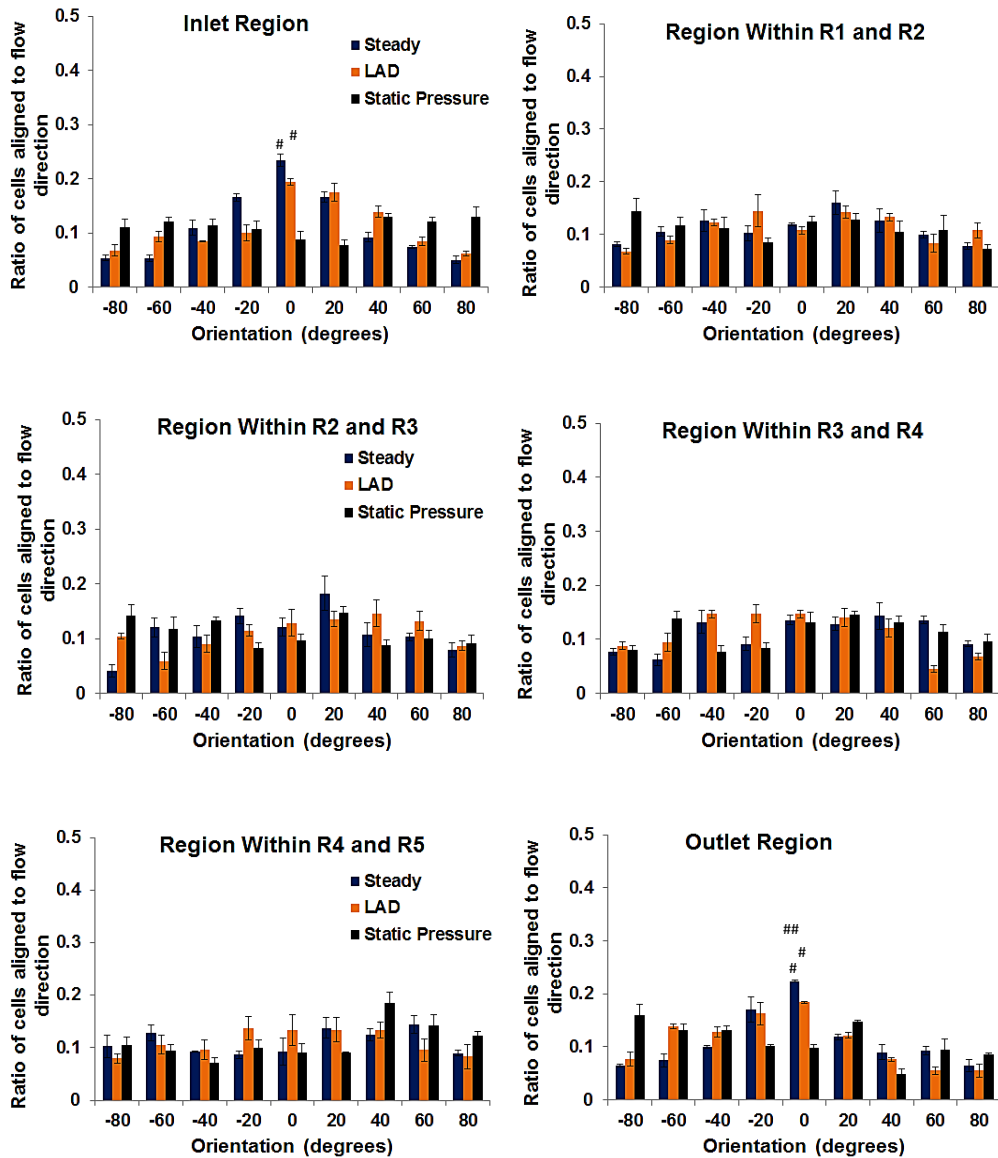 Inlet Region
Steady
LAD
Static Pressure
Ratio of cells aligned to flow
direction
0.5
0.4
0.3
0.2
0.1
0
# #
-80 -60 -40 -20 0 20 40 60 80
Orientation (degrees)
Region Within R1 and R2
Ratio of cells aligned to flow
direction
0.5
0.4
0.3
0.2
0.1
0
-80 -60 -40 -20 0 20 40 60 80
Orientation (degrees)
Region Within R2 and R3
Steady
LAD
Static Pressure
Ratio of cells aligned to flow
direction
0.5
0.4
0.3
0.2
0.1
0
-80 -60 -40 -20 0 20 40 60 80
Orientation (degrees)
Region Within R3 and R4
Ratio of cells aligned to flow
direction
0.5
0.4
0.3
0.2
0.1
0
-80 -60 -40 -20 0 20 40 60 80
Orientation (degrees)
Region Within R4 and R5
Steady
LAD
Static Pressure
Ratio of cells aligned to flow
direction
0.5
0.4
0.3
0.2
0.1
0
-80 -60 -40 -20 0 20 40 60 80
Orientation (degrees)
Outlet Region
Ratio of cells aligned to flow
direction
0.5
0.4
0.3
0.2
0.1
0
##
#
#
-80 -60 -40 -20 0 20 40 60 80
Orientation (degrees)